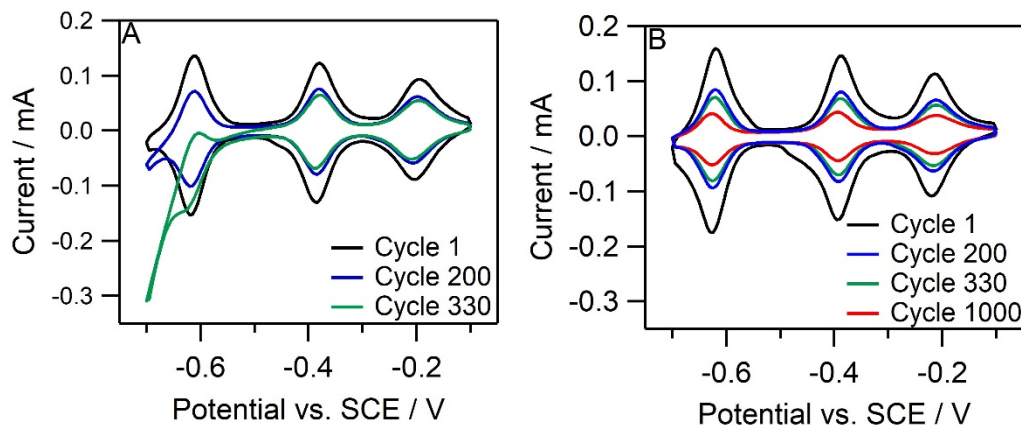 A
0.2
0.1
0.0
-0.1
-0.2
-0.3
Current / mA
Cycle 1
Cycle 200
Cycle 330
-0.6
-0.4
-0.2
Potential vs. SCE / V
B
0.2
0.1
0.0
-0.1
-0.2
-0.3
Current / mA
Cycle 1
Cycle 200
Cycle 330
Cycle 1000
-0.6
-0.4
-0.2
Potential vs. SCE / V